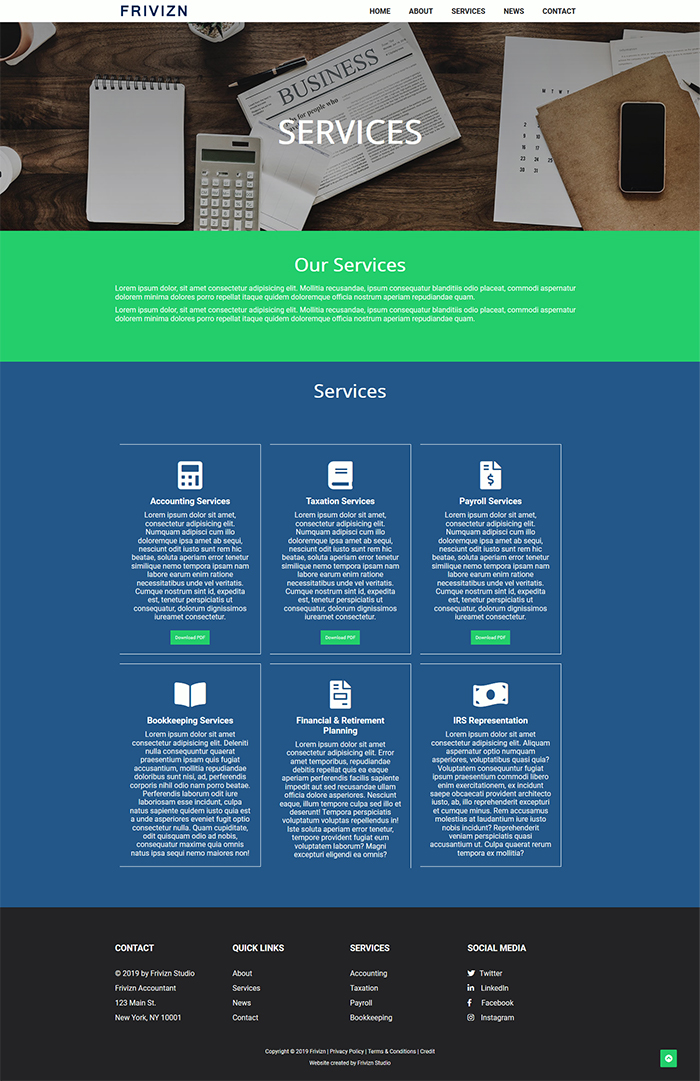 FRIVIZN
HOME ABOUT SERVICES NEWS CONTACT
BUSINESS
for people who
SERVICES
M T W T
2
9
16 23 24
30 31
Our Services
Lorem ipsum dolor, sit amet consectetur adipisicing elit. Mollitia recusandae, ipsum consequatur blanditiis odio placeat, commodi aspernatur
dolorem minima dolores porro repellat itaque quidem doloremque officia nostrum aperiam repudiandae quam.
Lorem ipsum dolor, sit amet consectetur adipisicing elit. Mollitia recusandae, ipsum consequatur blanditiis odio placeat, commodi aspernatur
dolorem minima dolores porro repellat itaque quidem doloremque officia nostrum aperiam repudiandae quam.
Services
Accounting Services
Lorem ipsum dolor sit amet,
consectetur adipisicing elit.
Numquam adipisci cum illo
doloremque amet ab sequi,
nesciunt odit iusto sunt rem hic
beatae, soluta aperiam error tenetur
similique nemo tempora ipsam nam
labore earum enim ratione
necessitatibus unde vel veritatis.
Cumque nostrum sint id, expedita
est, tenetur perspiciatis ut
consequatur, dolorum dignissimos
iureamet consectetur.
Download PDF
Taxation Services
Lorem ipsum dolor sit amet,
consectetur adipisicing elit.
Numquam adipisci cum illo
doloremque amet ab sequi,
nesciunt odit iusto sunt rem hic
beatae, soluta aperiam error tenetur
similique nemo tempora ipsam nam
labore earum enim ratione
necessitatibus unde vel veritatis.
Cumque nostrum sint id, expedita
est, tenetur perspiciatis ut
consequatur, dolorum dignissimos
iureamet consectetur.
Download PDF
Payroll Services
Lorem ipsum dolor sit amet,
consectetur adipisicing elit.
Numquam adipisci cum illo
doloremque amet ab sequi,
nesciunt odit iusto sunt rem hic
beatae, soluta aperiam error tenetur
similique nemo tempora ipsam nam
labore earum enim ratione
necessitatibus unde vel veritatis.
Cumque nostrum sint id, expedita
est, tenetur perspiciatis ut
consequatur, dolorum dignissimos
iureamet consectetur.
Download PDF
Bookkeeping Services
Lorem ipsum dolor sit amet
consectetur adipisicing elit. Deleniti
nulla consequuntur quaerat
praesentium ipsam quis fugiat
accusantium, mollitia repudiandae
doloribus sunt nisi, ad, perferendis
corporis nihil odio nam porro beatae.
Perferendis laborum odit iure
laboriosam esse incidunt, culpa
natus sapiente quidem iusto quia est
a unde asperiores eveniet fugit optio
consectetur nulla. Quam cupiditate,
odit quisquam odio ad nobis,
consequatur maxime quia omnis
natus ipsa sequi nemo maiores non!
Financial & Retirement
Planning
Lorem ipsum dolor sit amet
consectetur adipisicing elit. Error
amet temporibus, repudiandae
debitis repellat quis ea eaque
aperiam perferendis facilis sapiente
impedit aut sed recusandae ullam
officia dolore asperiores. Nesciunt
eaque, illum tempore culpa sed illo et
deserunt! Tempora perspiciatis
voluptatum voluptas repellendus in!
Iste soluta aperiam error tenetur,
tempore provident fugiat eum
voluptatem laborum? Magni
excepturi eligendi ea omnis?
IRS Representation
Lorem ipsum dolor sit amet
consectetur adipisicing elit. Aliquam
aspernatur optio numquam
asperiores, voluptatibus quasi quia?
Voluptatem consequuntur fugiat
ipsum praesentium commodi libero
enim exercitationem, ex incidunt
saepe obcaecati provident architecto
iusto, ab, illo reprehenderit excepturi
et cumque minus. Rem accusamus
molestias at laudantium iure iusto
nobis incidunt? Reprehenderit
veniam perspiciatis quasi
accusantium ut. Culpa quaerat rerum
tempora ex mollitia?
CONTACT
© 2019 by Frivizn Studio
Frivizn Accountant
123 Main St.
New York, NY 10001
QUICK LINKS
About
Services
News
Contact
SERVICES
Accounting
Taxation
Payroll
Bookkeeping
SOCIAL MEDIA
Twitter
LinkedIn
Facebook
Instagram
Copyright © 2019 Frivizn | Privacy Policy | Terms & Conditions | Credit
Website created by Frivizn Studio